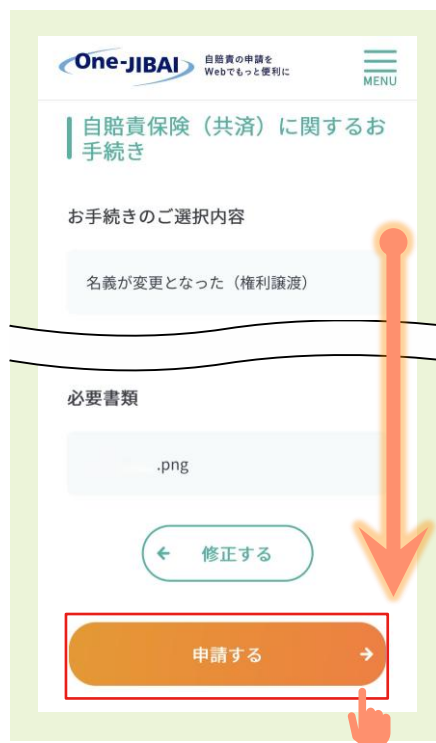 One-JIBAI
自賠責の申請を
Webでもっと便利に
MENU
自賠責保険（共済）に関するお
手続き
お手続きのご選択内容
名義が変更となった（権利譲渡）
必要書類
.png
修正する
申請する